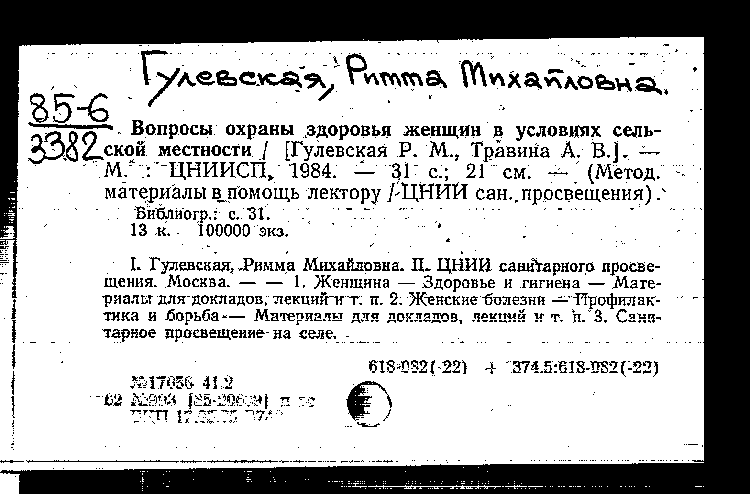 Гулевская, Римма Михайловна.
85-6
3382
Вопросы охраны здоровья женщин в условиях сель-
ской местности / [Гулевская Р. М., Травина А. В.]. —
М. : ЦНИИСП, 1984. — 31 с.; 21 см. — (Метод.
материалы в помощь лектору / ЦНИИ сан. просвещения).
Библиогр.: с. 31.
13 к. 100000 экз.
I. Гулевская, Римма Михайловна. II. ЦНИИ санитарного просве-
щения. Москва. — — 1. Женщина — Здоровье и гигиена — Мате-
риалы для докладов, лекций и т. п. 2. Женские болезни — Профилак-
тика и борьба — Материалы для докладов, лекций и т. п. 3. Сани-
тарное просвещение на селе.
618-082(-22) + 374.5:618-082(-22)
№17036 41.2
62 №993